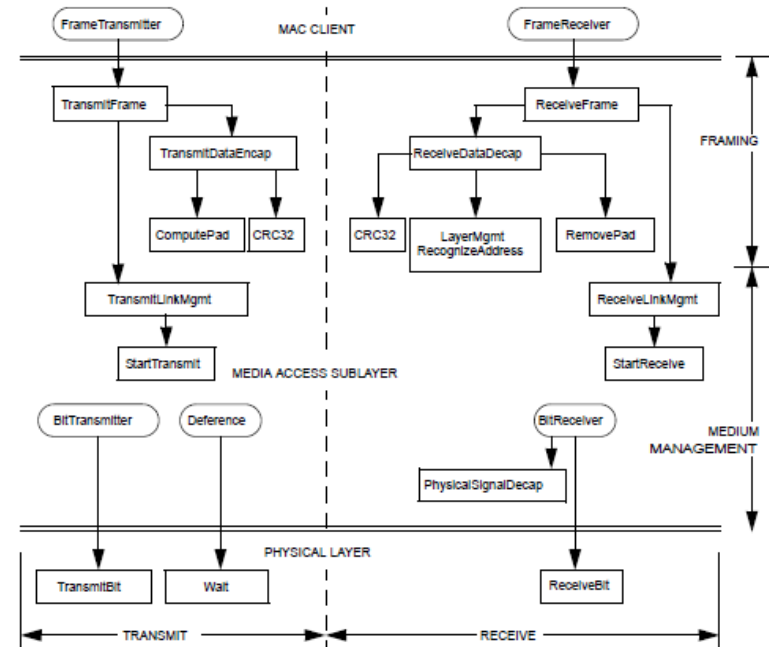 FrameTransmitter
MAC CLIENT
FrameReceiver
TransmitFrame
ReceiveFrame
TransmitDataEncap
ReceiveDataDecap
FRAMING
ComputePad
CRC32
CRC32
LayerMgmt
RecognizeAddress
RemovePad
TransmitLinkMgmt
ReceiveLinkMgmt
StartTransmit
MEDIA ACCESS SUBLAYER
StartReceive
BitTransmitter
Deference
BitReceiver
MEDIUM
MANAGEMENT
PhysicalSignalDecap
PHYSICAL LAYER
TransmitBit
Wait
ReceiveBit
TRANSMIT
RECEIVE